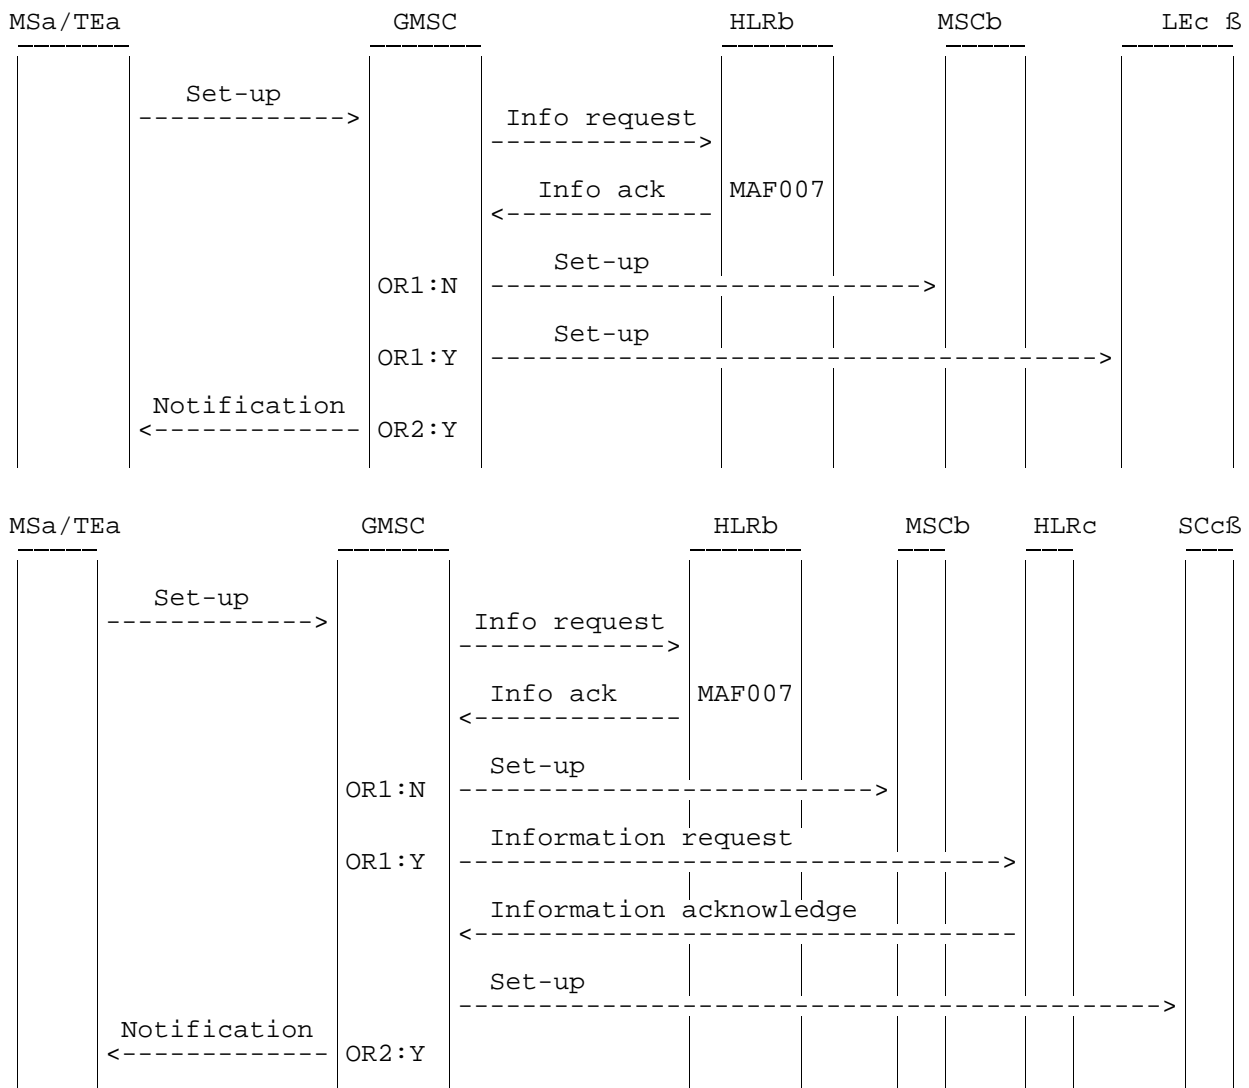 MSa/TEa GMSC HLRb MSCb LEc ß
Set-up
Info request
Info ack MAF007
Set-up
OR1:N
Set-up
OR1:Y
Notification
OR2:Y
MSa/TEa GMSC HLRb MSCb HLRc SCcß
Set-up
Info request
Info ack MAF007
Set-up
OR1:N
Information request
OR1:Y
Information acknowledge
Set-up
Notification
OR2:Y